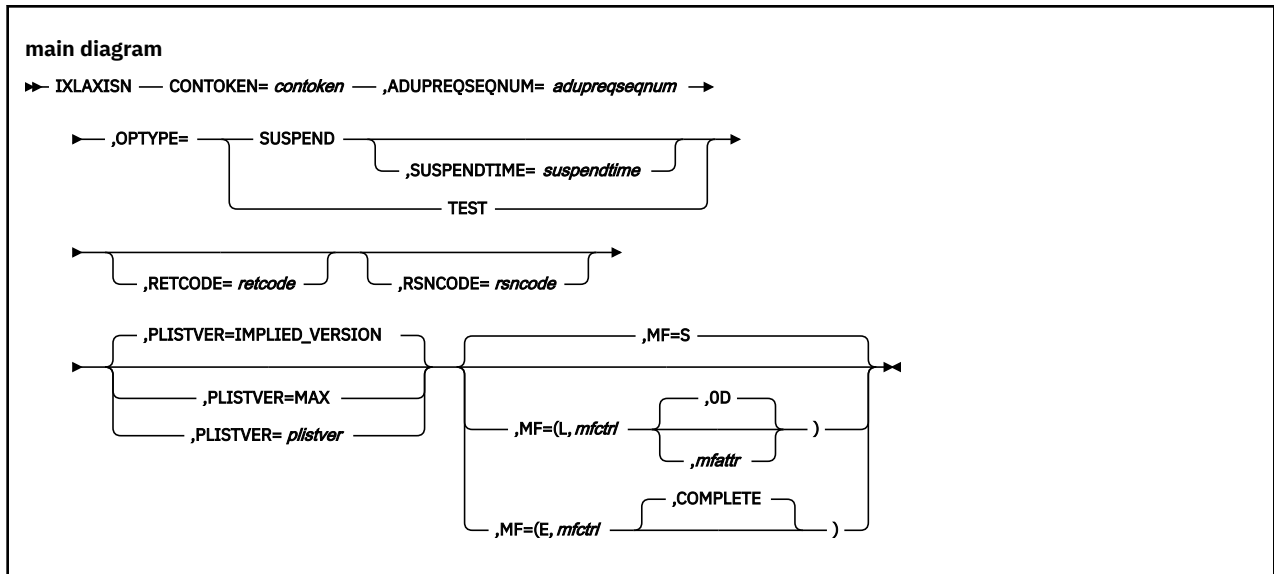 main diagram
IXLAXISN CONTOKEN= contoken ,ADUPREQSEQNUM= adupreqseqnum
,OPTYPE= SUSPEND
,SUSPENDTIME= suspendtime
TEST
,RETCODE= retcode ,RSNCODE= rsncode
,PLISTVER=IMPLIED_VERSION
,PLISTVER=MAX
,PLISTVER= plistver
,MF=S
,MF=(L, mfctrl ,0D )
,mfattr
,MF=(E, mfctrl ,COMPLETE )